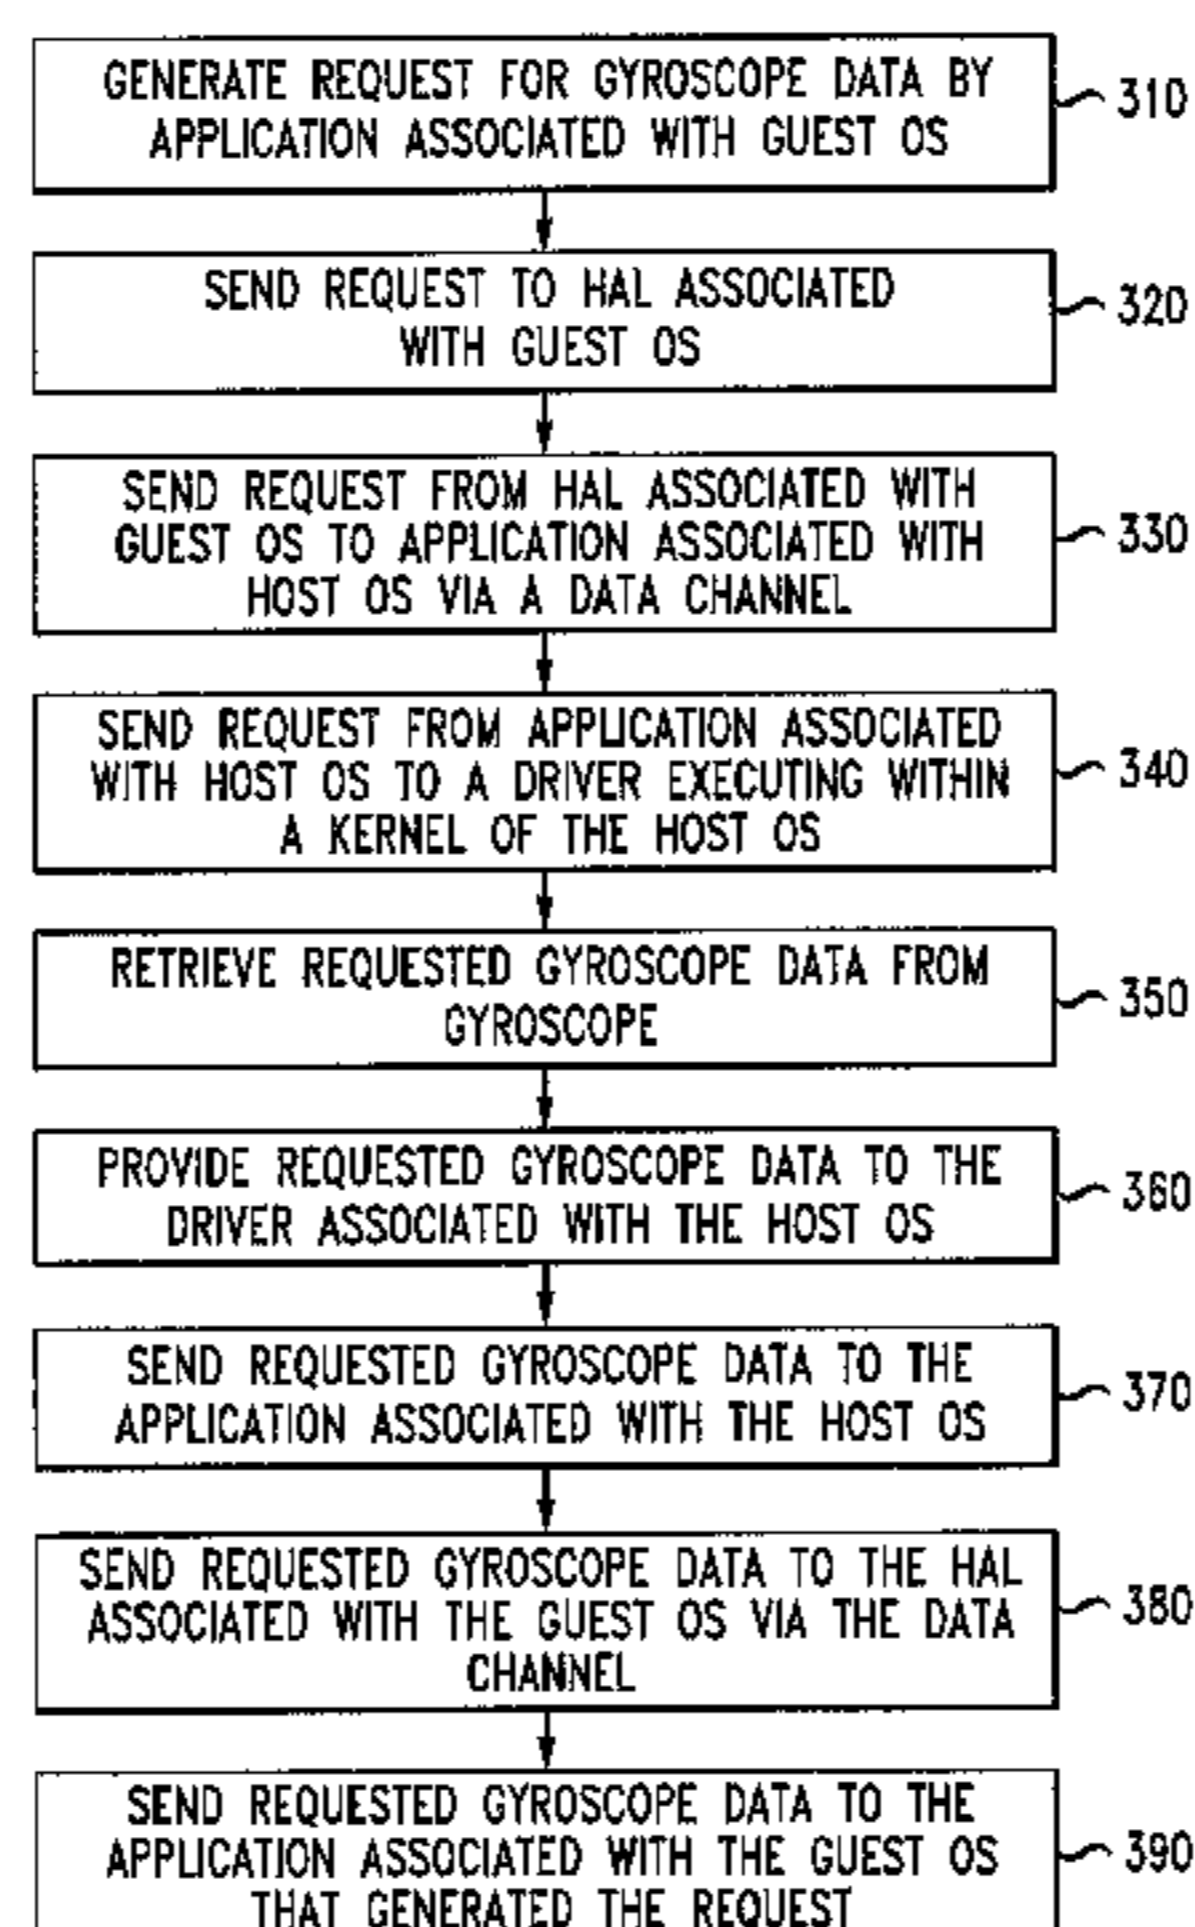 GENERATE REQUEST FOR GYROSCOPE DATA BY
APPLICATION ASSOCIATED WITH GUEST OS
310
SEND REQUEST TO HAL ASSOCIATED
WITH GUEST OS
320
SEND REQUEST FROM HAL ASSOCIATED WITH
GUEST OS TO APPLICATION ASSOCIATED WITH
HOST OS VIA A DATA CHANNEL
330
SEND REQUEST FROM APPLICATION ASSOCIATED
WITH HOST OS TO A DRIVER EXECUTING WITHIN
A KERNEL OF THE HOST OS
340
RETRIEVE REQUESTED GYROSCOPE DATA FROM
GYROSCOPE
350
PROVIDE REQUESTED GYROSCOPE DATA TO THE
DRIVER ASSOCIATED WITH THE HOST OS
360
SEND REQUESTED GYROSCOPE DATA TO THE
APPLICATION ASSOCIATED WITH THE HOST OS
370
SEND REQUESTED GYROSCOPE DATA TO THE HAL
ASSOCIATED WITH THE GUEST OS VIA THE DATA
CHANNEL
380
SEND REQUESTED GYROSCOPE DATA TO THE
APPLICATION ASSOCIATED WITH THE GUEST OS
THAT GENERATED THE REQUEST
390